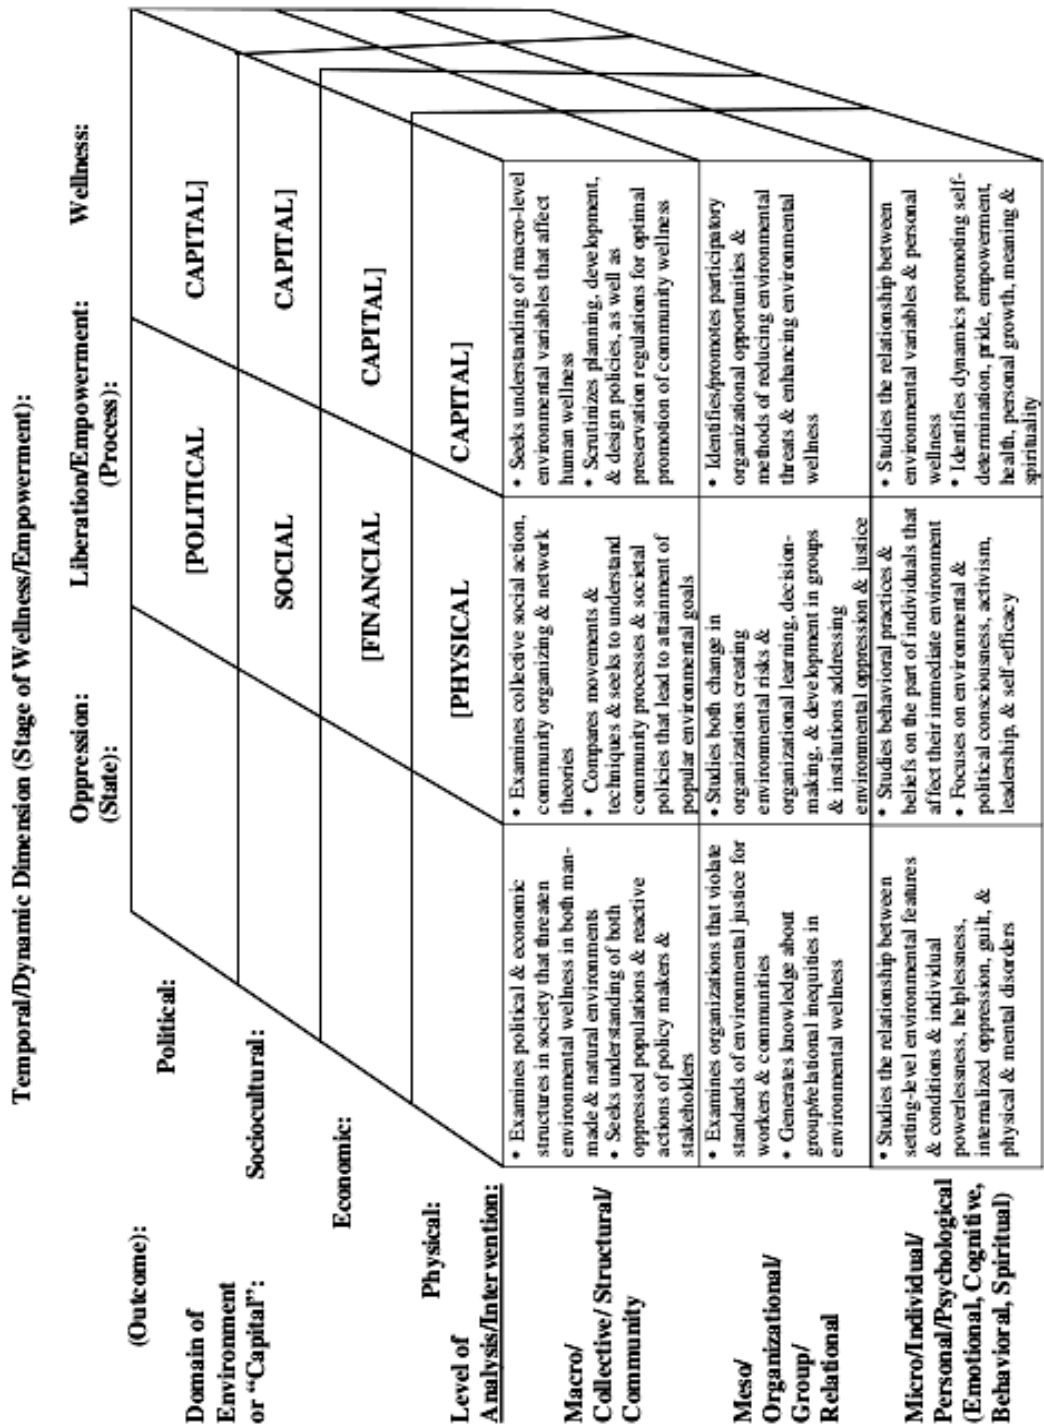 Temporal/Dynamic Dimension (Stage of Wellness/Empowerment):
Oppression:
(State):
Liberation/Empowerment:
(Process):
Wellness:
(Outcome):
Domain of
Environment
or “Capital”:
Political:
[POLITICAL
CAPITAL]
Sociocultural:
SOCIAL
CAPITAL]
Economic:
[FINANCIAL
CAPITAL]
Physical:
[PHYSICAL
CAPITAL]
Level of
Analysis/Intervention:
Macro/
Collective/ Structural/
Community
• Examines political & economic
structures in society that threaten
environmental wellness in both man-
made & natural environments
• Seeks understanding of both
oppressed populations & reactive
actions of policy makers &
stakeholders
• Examines collective social action,
community organizing & network
theories
• Compares movements &
techniques & seeks to understand
community processes & societal
policies that lead to attainment of
popular environmental goals
• Seeks understanding of macro-level
environmental variables that affect
human wellness
• Scrutinizes planning, development,
& design policies, as well as
preservation regulations for optimal
promotion of community wellness
Meso/
Organizational/
Group/
Relational
• Examines organizations that violate
standards of environmental justice for
workers & communities
• Generates knowledge about
group/relational inequities in
environmental wellness
• Studies both change in
organizations creating
environmental risks &
organizational learning, decision-
making, & development in groups
& institutions addressing
environmental oppression & justice
• Identifies/promotes participatory
organizational opportunities &
methods of reducing environmental
threats & enhancing environmental
wellness
Micro/Individual/
Personal/Psychological
(Emotional, Cognitive,
Behavioral, Spiritual)
• Studies the relationship between
setting-level environmental features
& conditions & individual
powerlessness, helplessness,
internalized oppression, guilt, &
physical & mental disorders
• Studies behavioral practices &
beliefs on the part of individuals that
affect their immediate environment
• Focuses on environmental &
political consciousness, activism,
leadership, & self-efficacy
• Studies the relationship between
environmental variables & personal
wellness
• Identifies dynamics promoting self-
determination, pride, empowerment,
health, personal growth, meaning &
spirituality